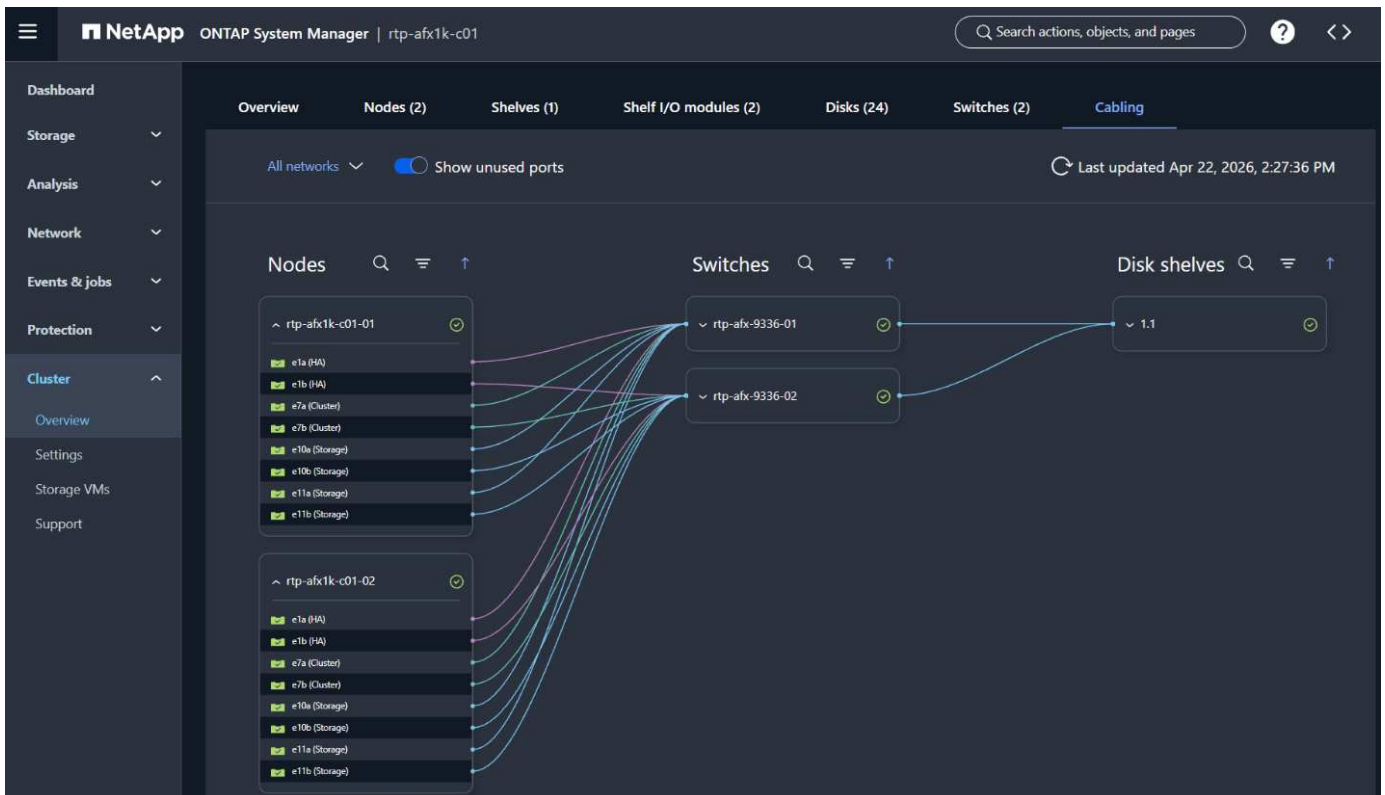 NetApp ONTAP System Manager | rtp-afx1k-c01
Search actions, objects, and pages
Dashboard
Storage
Analysis
Network
Events & jobs
Protection
Cluster
Overview
Settings
Storage VMs
Support
Overview Nodes (2) Shelves (1) Shelf I/O modules (2) Disks (24) Switches (2) Cabling
All networks Show unused ports Last updated Apr 22, 2026, 2:27:36 PM
Nodes
rtp-afx1k-c01-01
e1a (HA)
e1b (HA)
e7a (Cluster)
e7b (Cluster)
e10a (Storage)
e10b (Storage)
e11a (Storage)
e11b (Storage)
rtp-afx1k-c01-02
e1a (HA)
e1b (HA)
e7a (Cluster)
e7b (Cluster)
e10a (Storage)
e10b (Storage)
e11a (Storage)
e11b (Storage)
Switches
rtp-afx-9336-01
rtp-afx-9336-02
Disk shelves
1.1